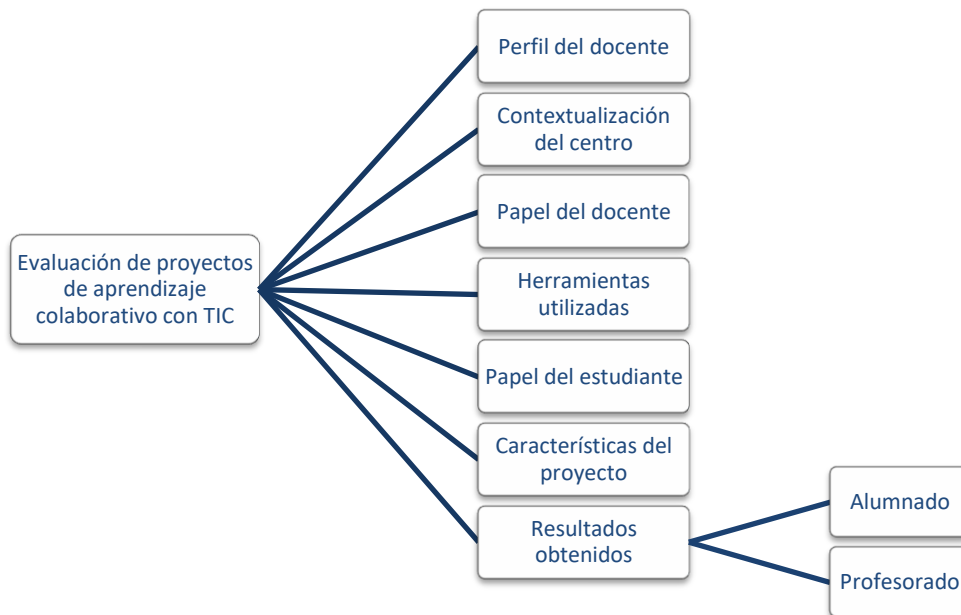 Perfil del docente
Contextualización
del centro
Papel del docente
Evaluación de proyectos
de aprendizaje
colaborativo con TIC
Herramientas
utilizadas
Papel del estudiante
Características del
proyecto
Resultados
obtenidos
Alumnado
Profesorado